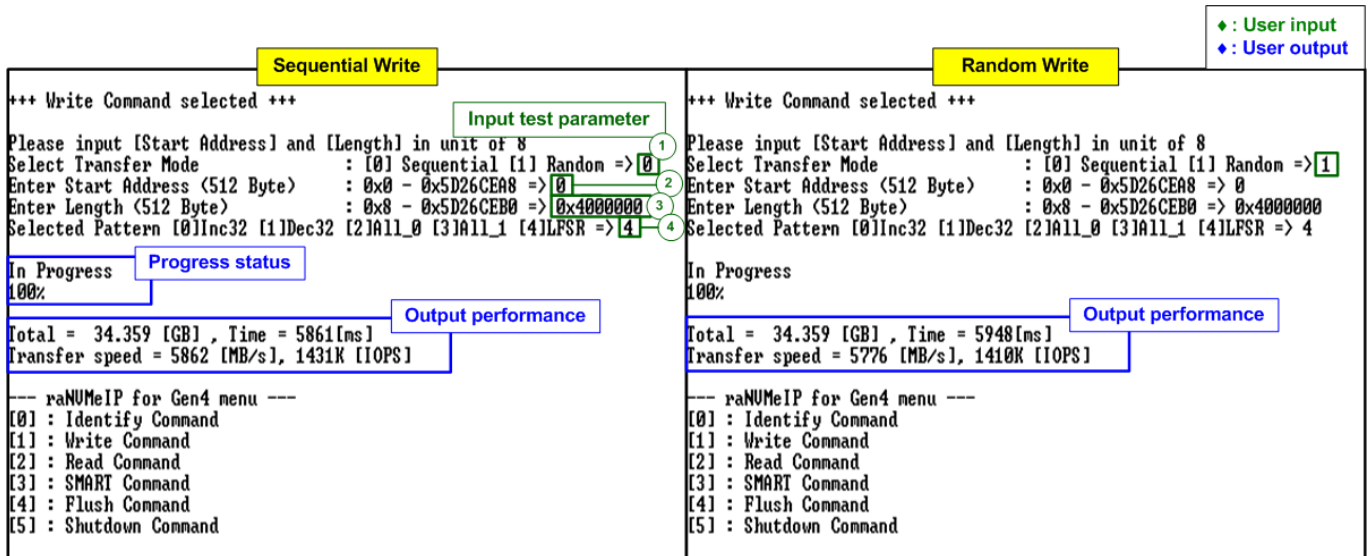 ♦: User input
♦: User output
Sequential Write
+++ Write Command selected +++
Input test parameter
Please input [Start Address] and [Length] in unit of 8
1
Select Transfer Mode : [0] Sequential [1] Random => 0
Enter Start Address (512 Byte) : 0x0 - 0x5D26CEA8 => 0
2
Enter Length (512 Byte) : 0x8 - 0x5D26CEB0 => 0x4000000
3
Selected Pattern [0]Inc32 [1]Dec32 [2]All_0 [3]All_1 [4]LFSR => 4
4
In Progress
Progress status
100%
Output performance
Total = 34.359 [GB] , Time = 5861[ms]
Transfer speed = 5862 [MB/s], 1431K [IOPS]
--- raNVMeIP for Gen4 menu ---
[0] : Identify Command
[1] : Write Command
[2] : Read Command
[3] : SMART Command
[4] : Flush Command
[5] : Shutdown Command
Random Write
+++ Write Command selected +++
Please input [Start Address] and [Length] in unit of 8
Select Transfer Mode : [0] Sequential [1] Random => 1
Enter Start Address (512 Byte) : 0x0 - 0x5D26CEA8 => 0
Enter Length (512 Byte) : 0x8 - 0x5D26CEB0 => 0x4000000
Selected Pattern [0]Inc32 [1]Dec32 [2]All_0 [3]All_1 [4]LFSR => 4
In Progress
100%
Output performance
Total = 34.359 [GB] , Time = 5948[ms]
Transfer speed = 5776 [MB/s], 1410K [IOPS]
--- raNVMeIP for Gen4 menu ---
[0] : Identify Command
[1] : Write Command
[2] : Read Command
[3] : SMART Command
[4] : Flush Command
[5] : Shutdown Command